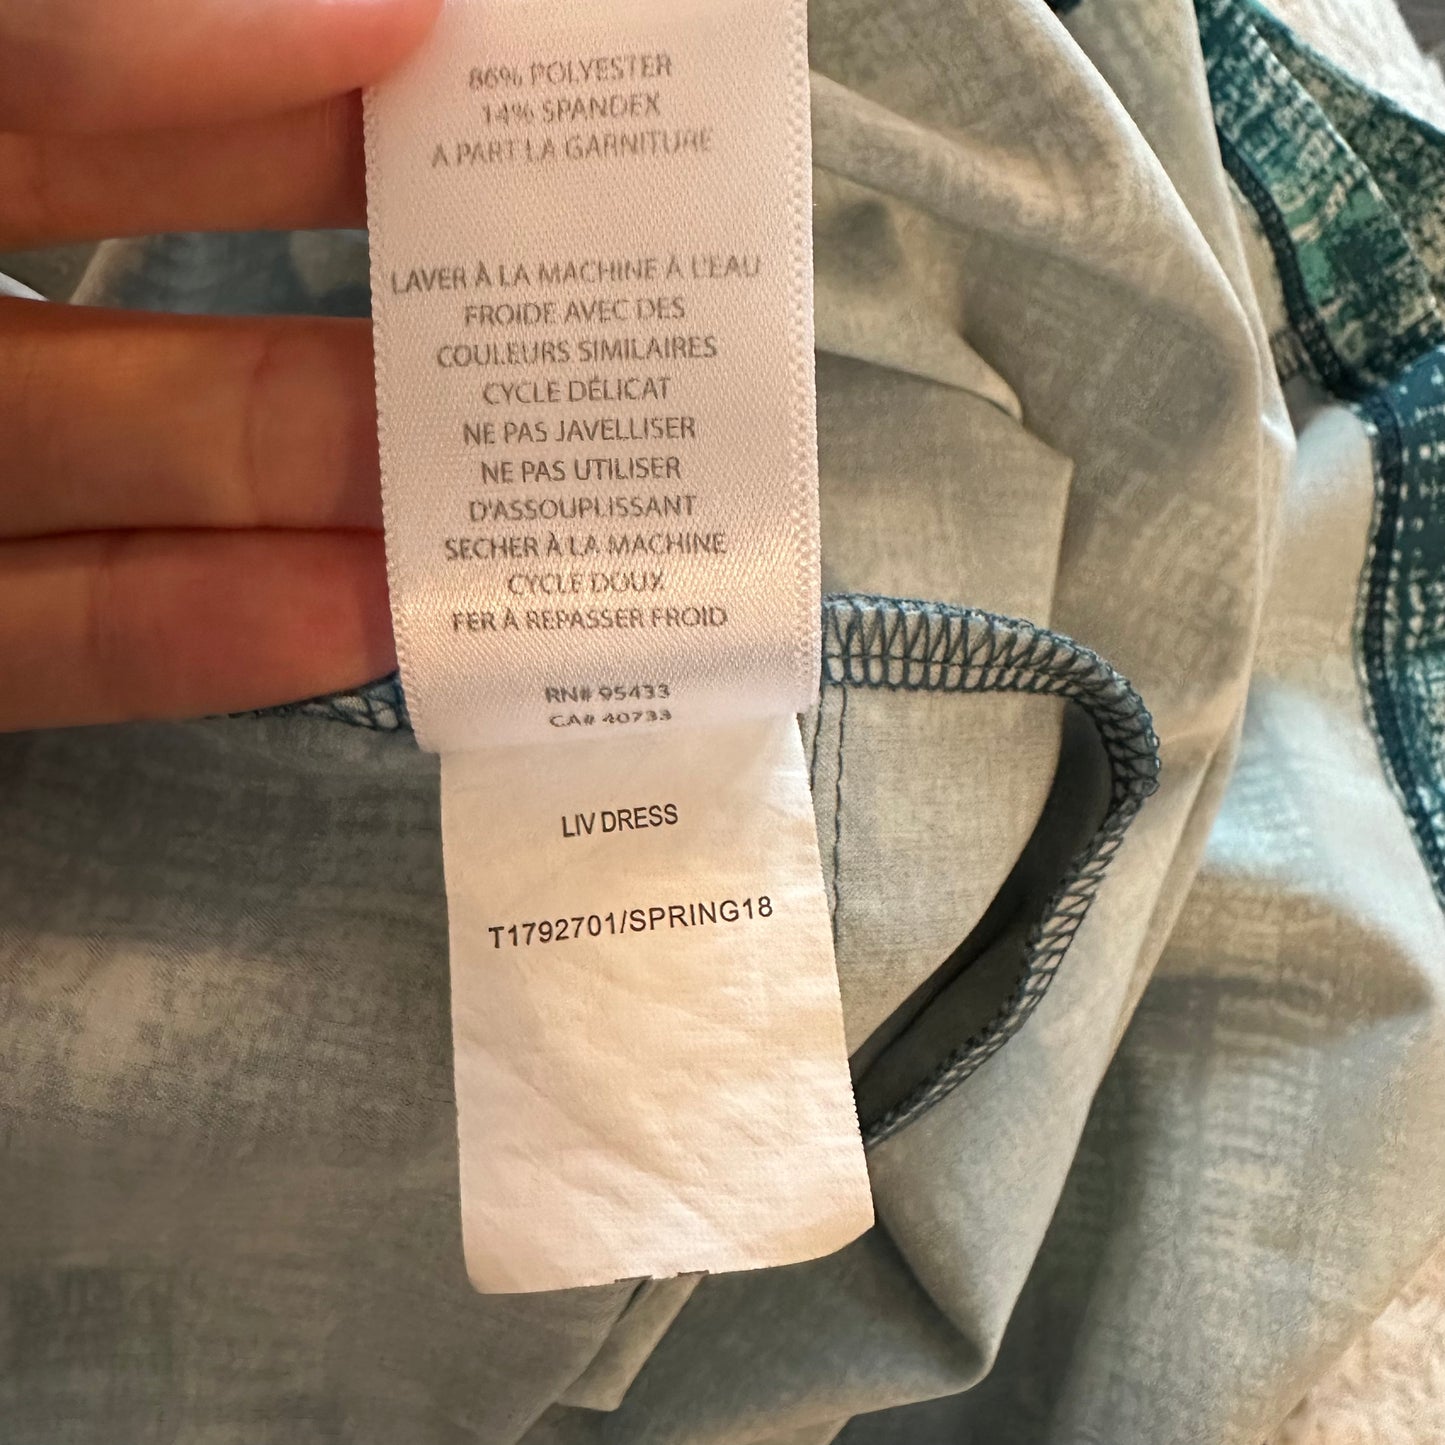 86% POLYESTER
14% SPANDEX
A PART LA GARNITURE
LAVER À LA MACHINE À L'EAU
FROIDE AVEC DES
COULEURS SIMILAIRES
CYCLE DÉLICAT
NE PAS JAVELLISER
NE PAS UTILISER
D'ASSOUPLISSANT
SECHER À LA MACHINE
CYCLE DOUX
FER À REPASSER FROID
RN# 95433
CA# 40733
LIV DRESS
T1792701/SPRING18